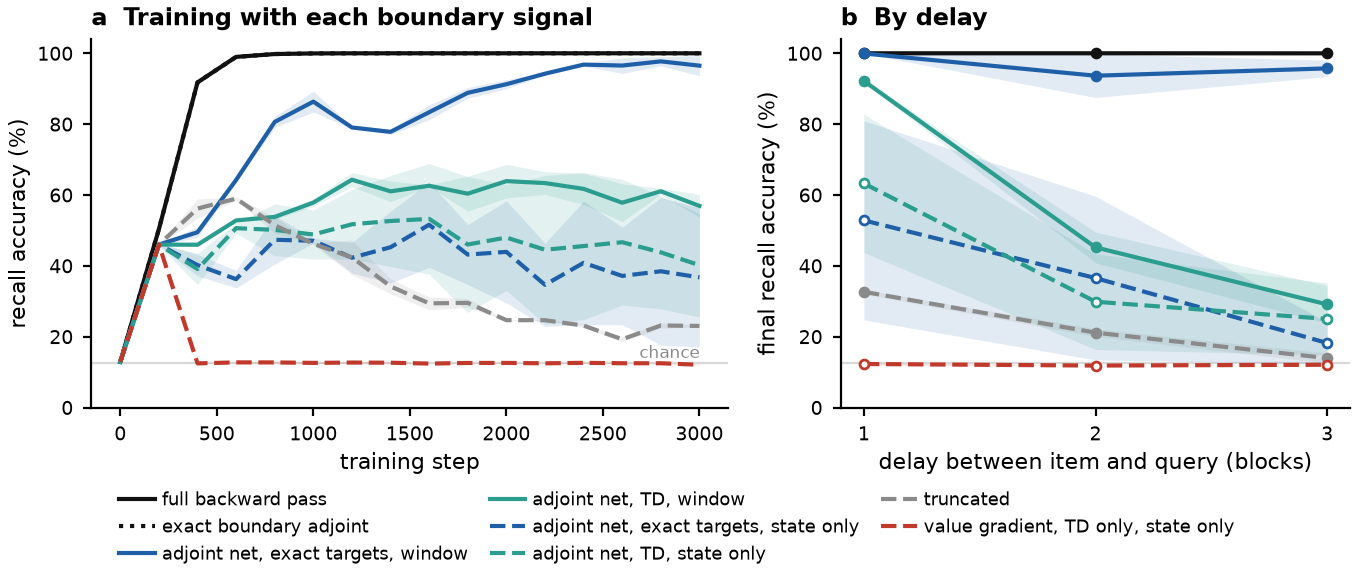 a Training with each boundary signal
recall accuracy (%)
100
80
60
40
20
0
chance
0 500 1000 1500 2000 2500 3000
training step
b By delay
final recall accuracy (%)
100
80
60
40
20
0
1 2 3
delay between item and query (blocks)
full backward pass
exact boundary adjoint
adjoint net, exact targets, window
adjoint net, TD, window
adjoint net, exact targets, state only
adjoint net, TD, state only
truncated
value gradient, TD only, state only